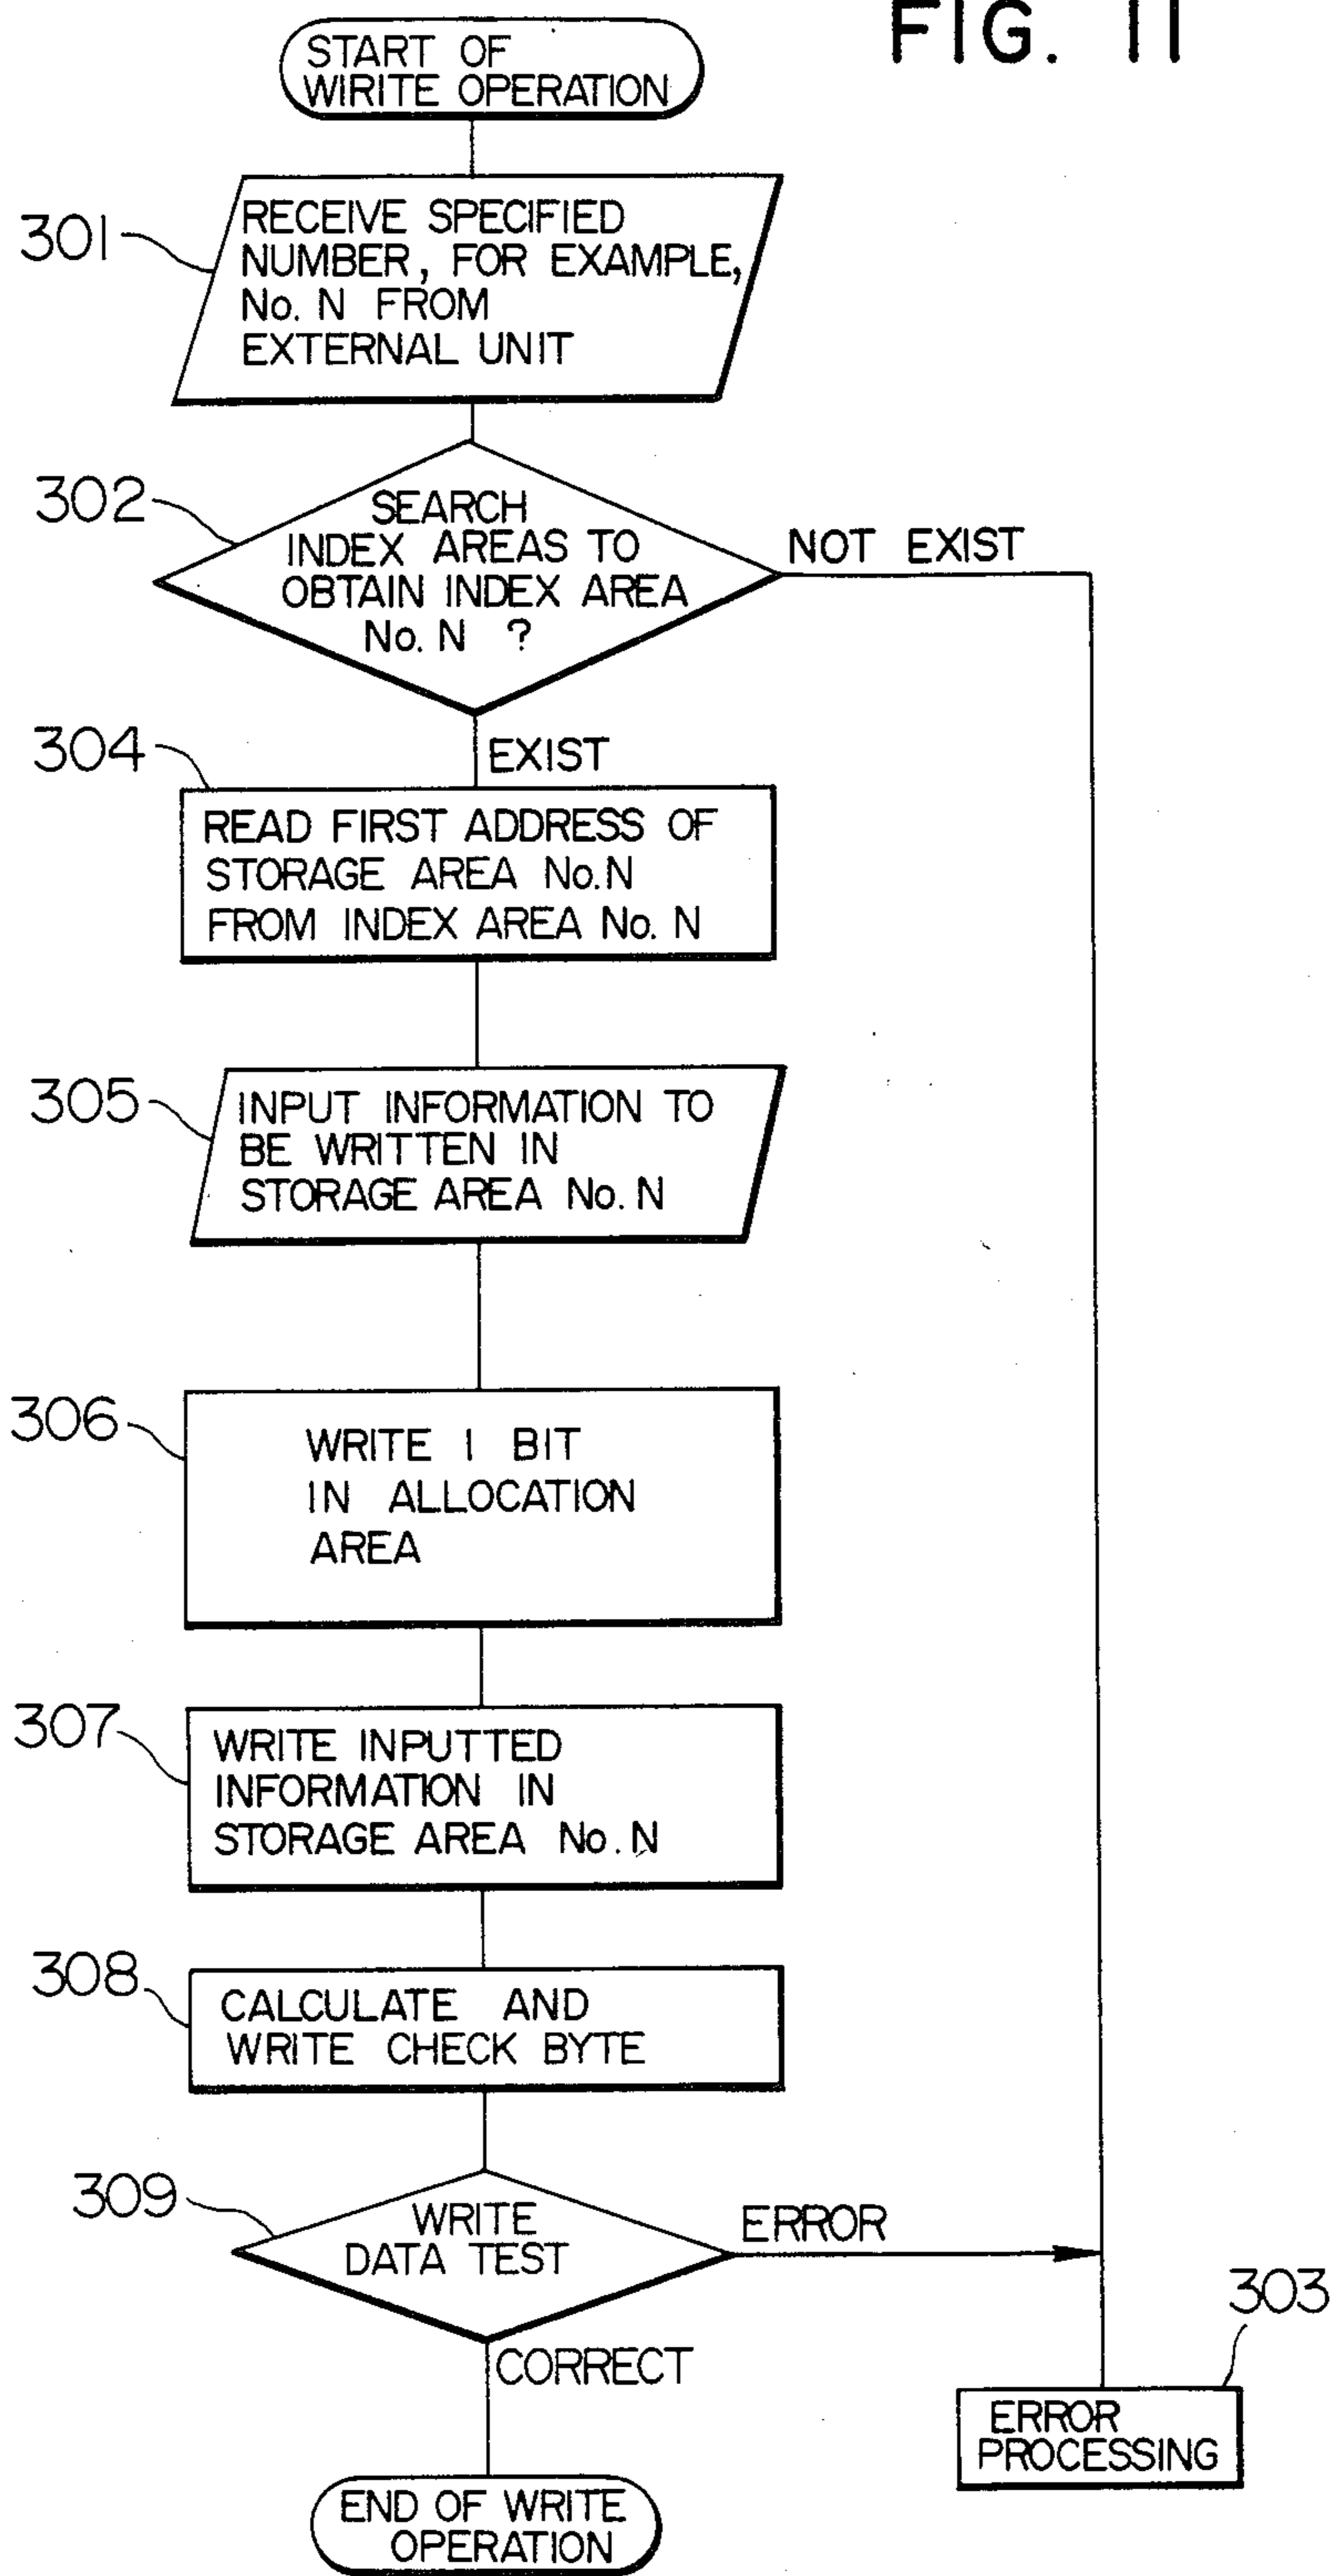 FIG. 11
START OF
WIRITE OPERATION
301
RECEIVE SPECIFIED
NUMBER, FOR EXAMPLE,
No. N FROM
EXTERNAL UNIT
302
SEARCH
INDEX AREAS TO
OBTAIN INDEX AREA
No. N ?
NOT EXIST
EXIST
304
READ FIRST ADDRESS OF
STORAGE AREA No. N
FROM INDEX AREA No. N
305
INPUT INFORMATION TO
BE WRITTEN IN
STORAGE AREA No. N
306
WRITE 1 BIT
IN ALLOCATION
AREA
307
WRITE INPUTTED
INFORMATION IN
STORAGE AREA No. N
308
CALCULATE AND
WRITE CHECK BYTE
309
WRITE
DATA TEST
ERROR
CORRECT
303
ERROR
PROCESSING
END OF WRITE
OPERATION